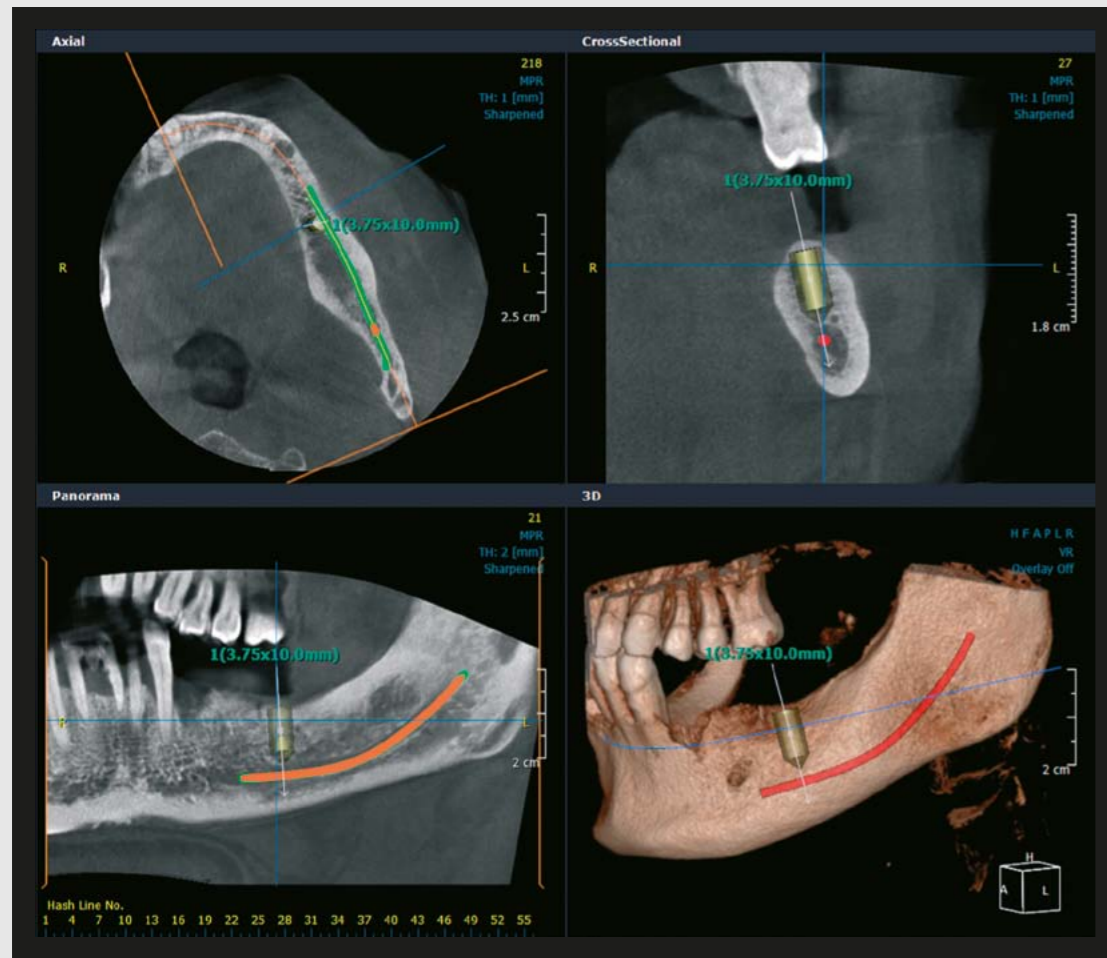 Axial
218
MPR
TH: 1 [mm]
Sharpened
1(3.75x10.0mm)
R
L
2.5 cm
CrossSectional
27
MPR
TH: 1 [mm]
Sharpened
1(3.75x10.0mm)
R
L
1.8 cm
Panorama
21
MPR
TH: 2 [mm]
Sharpened
1(3.75x10.0mm)
R
L
2 cm
Hash Line No.
1 4 7 10 13 16 19 22 25 28 31 34 37 40 43 46 49 52 55
3D
H F A P L R
VR
Overlay Off
1(3.75x10.0mm)
2 cm
H
A
L